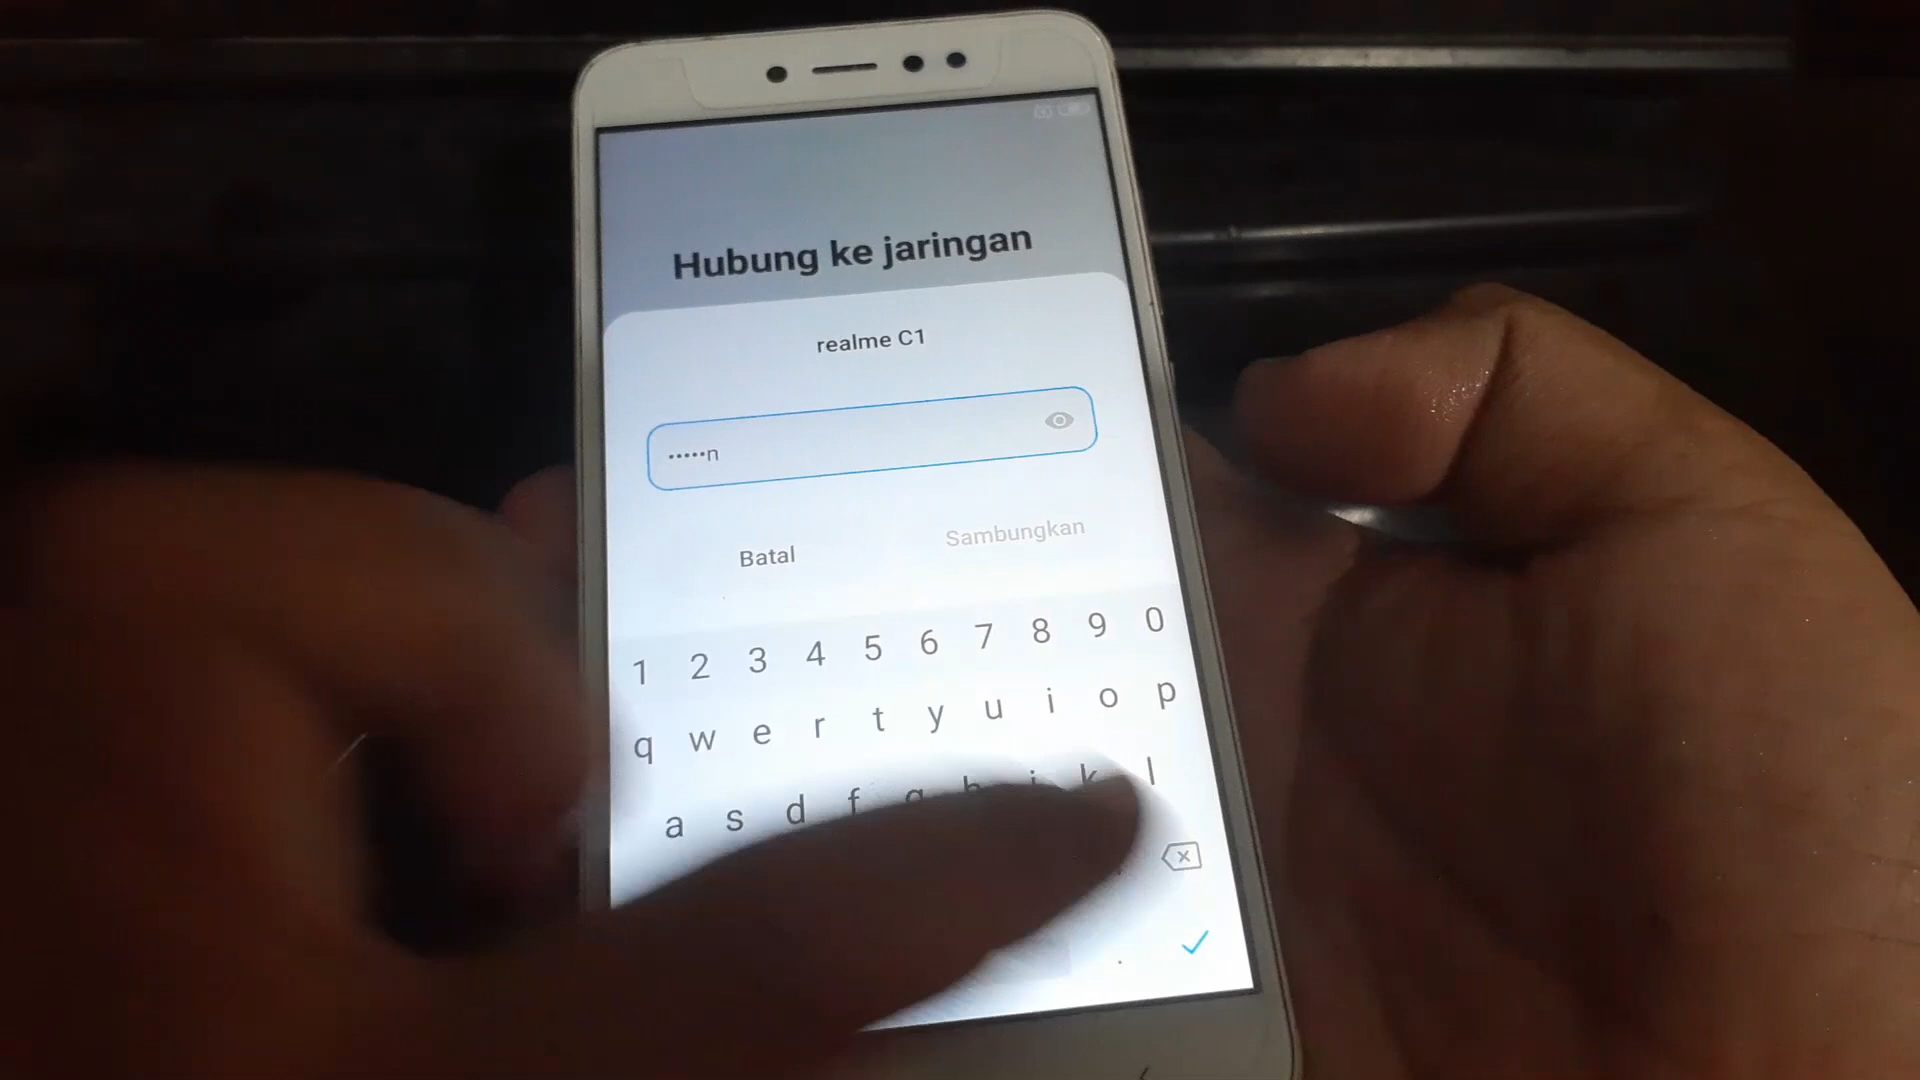 Hubung ke jaringan
realme C1
•••••n
Batal
Sambungkan
1 2 3 4 5 6 7 8 9 0
q w e r t y u i o p
a s d f g h j k l
.